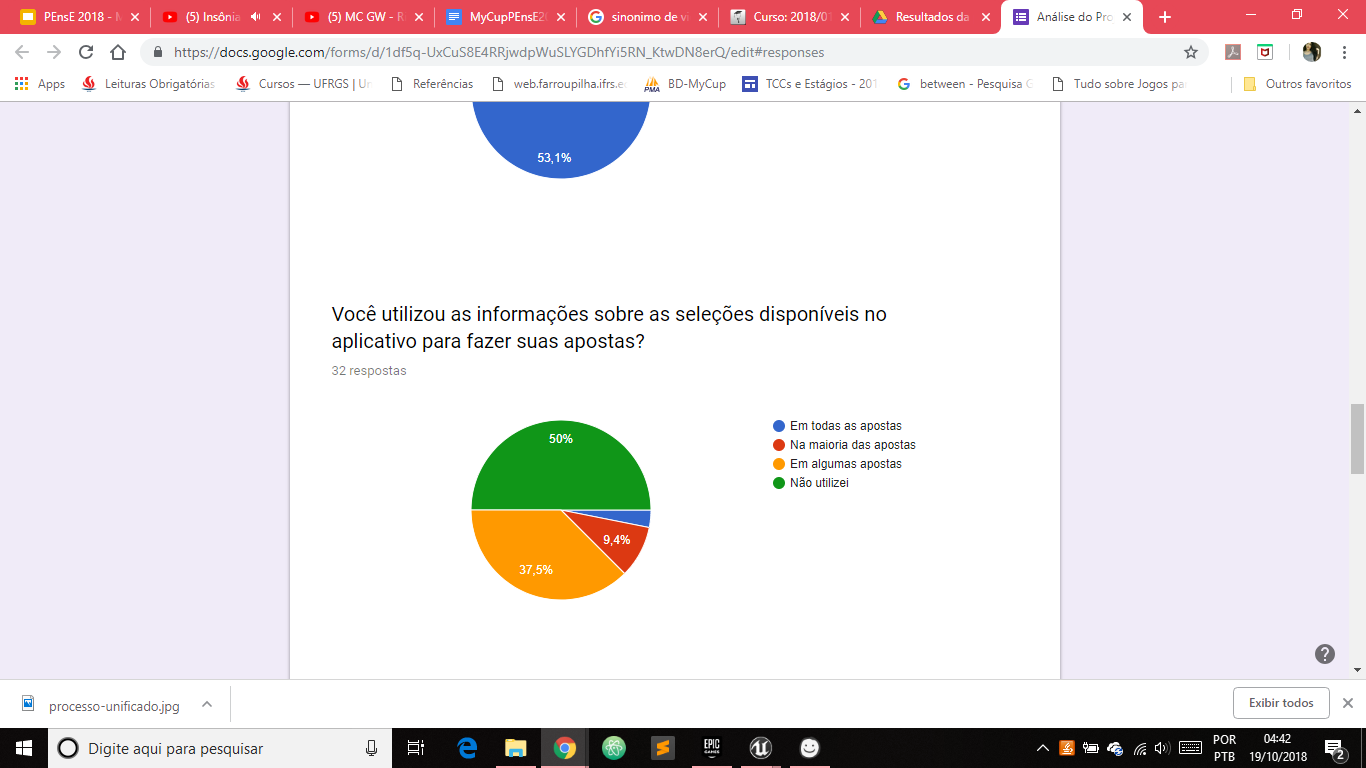 PEnsE 2018 - M
(5) Insônia
(5) MC GW - R
MyCupPEnsE2
sinonimo de vi
Curso: 2018/01
Resultados da
Análise do Pro
https://docs.google.com/forms/d/1df5q-UxCuS8E4RRjwdpWuSLYGDhfYi5RN_KtwDN8erQ/edit#responses
Apps
Leituras Obrigatórias
Cursos — UFRGS | Un
Referências
web.farroupilha.ifrs.e
BD-MyCup
TCCs e Estágios - 201
between - Pesquisa G
Tudo sobre Jogos pa
Outros favoritos
53,1%
Você utilizou as informações sobre as seleções disponíveis no
aplicativo para fazer suas apostas?
32 respostas
50%
9,4%
37,5%
Em todas as apostas
Na maioria das apostas
Em algumas apostas
Não utilizei
processo-unificado.jpg
Exibir todos
Digite aqui para pesquisar
EPIC
GAMES
POR
PTB
04:42
19/10/2018
2